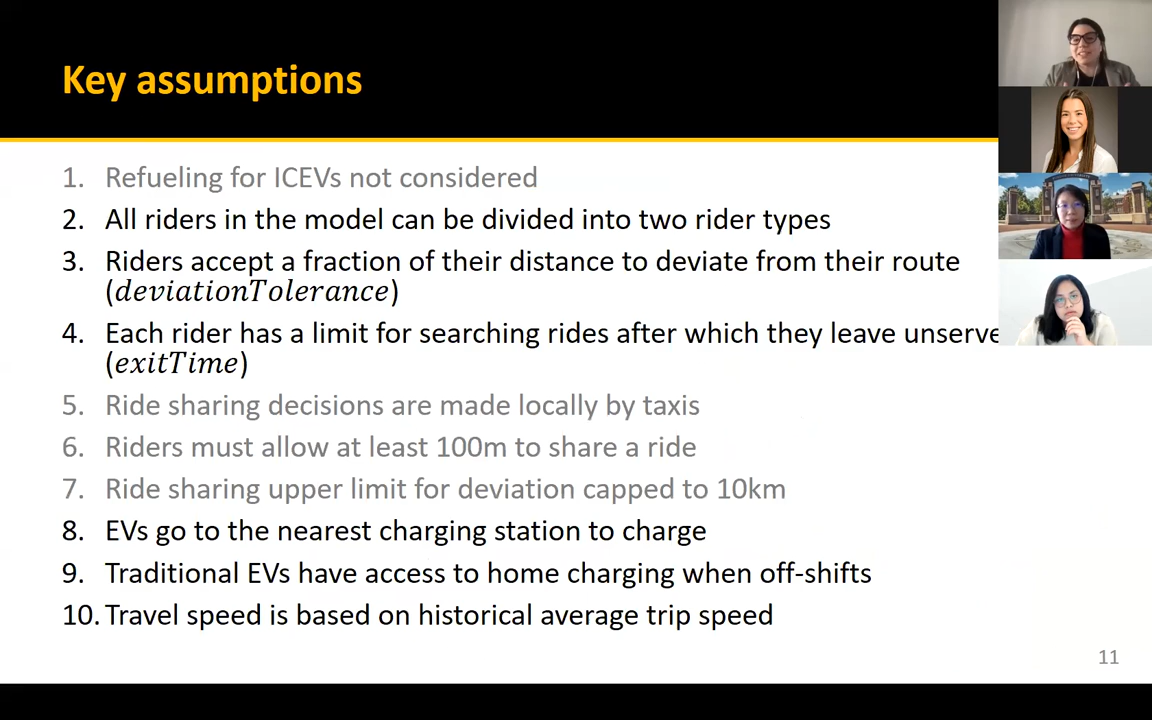 Key assumptions
1. Refueling for ICEVs not considered
2. All riders in the model can be divided into two rider types
3. Riders accept a fraction of their distance to deviate from their route
(deviationTolerance)
4. Each rider has a limit for searching rides after which they leave unserve
(exitTime)
5. Ride sharing decisions are made locally by taxis
6. Riders must allow at least 100m to share a ride
7. Ride sharing upper limit for deviation capped to 10km
8. EVs go to the nearest charging station to charge
9. Traditional EVs have access to home charging when off-shifts
10. Travel speed is based on historical average trip speed
11